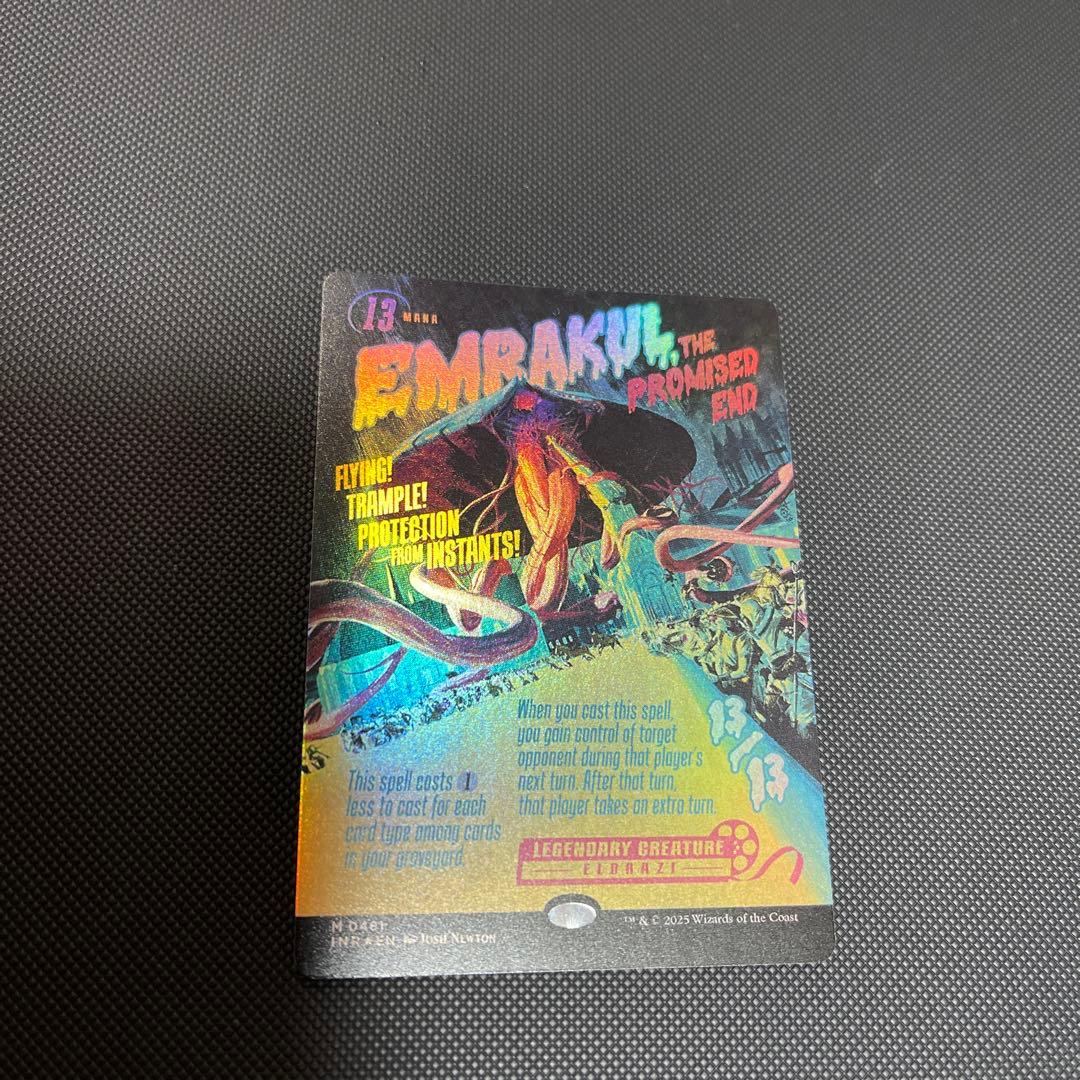 13 MANA
EMRAKUL, THE
PROMISED
END
FLYING!
TRAMPLE!
PROTECTION
FROM INSTANTS!
When you cast this spell,
you gain control of target
opponent during that player's
next turn. After that turn,
that player takes an extra turn.
13/13
This spell costs 1
less to cast for each
card type among cards
in your graveyard.
LEGENDARY CREATURE
ELDRAZI
M 0481
INR ★ EN Josh Newton
™ & © 2025 Wizards of the Coast